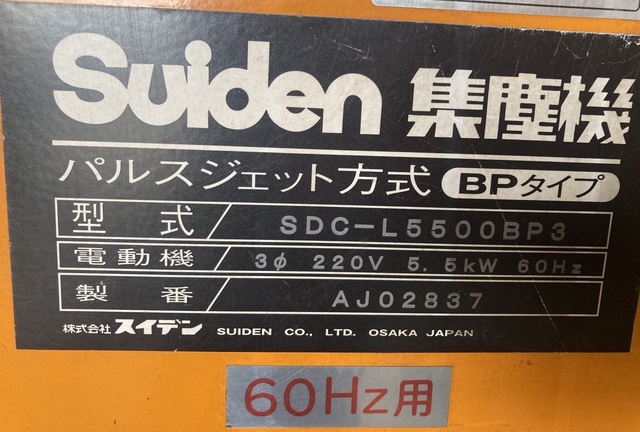 Suiden 集塵機
パルスジェット方式 BPタイプ
型式 SDC-L5500BP3
電動機 3φ 220V 5.5kW 60Hz
製番 AJ02837
株式会社 スイデン SUIDEN CO., LTD. OSAKA JAPAN
60Hz用